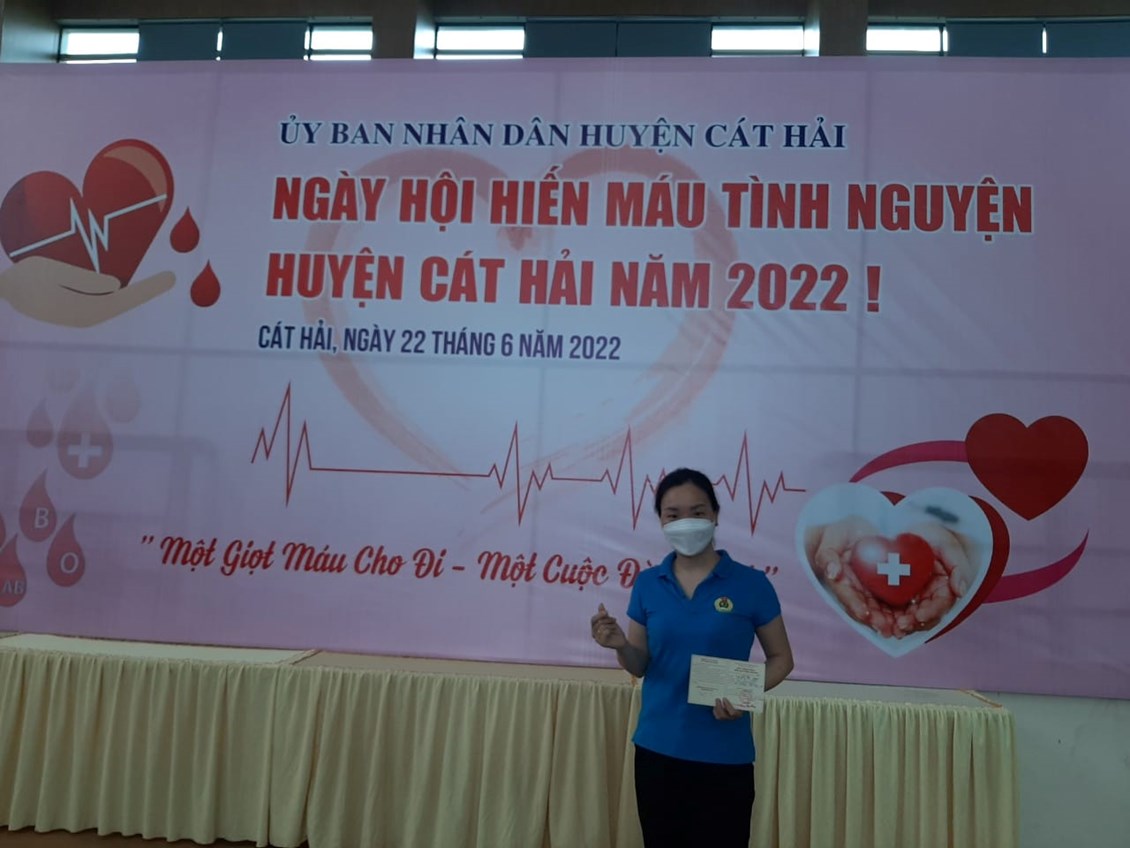 ỦY BAN NHÂN DÂN HUYỆN CÁT HẢI
NGÀY HỘI HIẾN MÁU TÌNH NGUYỆN
HUYỆN CÁT HẢI NĂM 2022 !
CÁT HẢI, NGÀY 22 THÁNG 6 NĂM 2022
B
O
AB
" Một Giọt Máu Cho Đi – Một Cuộc "